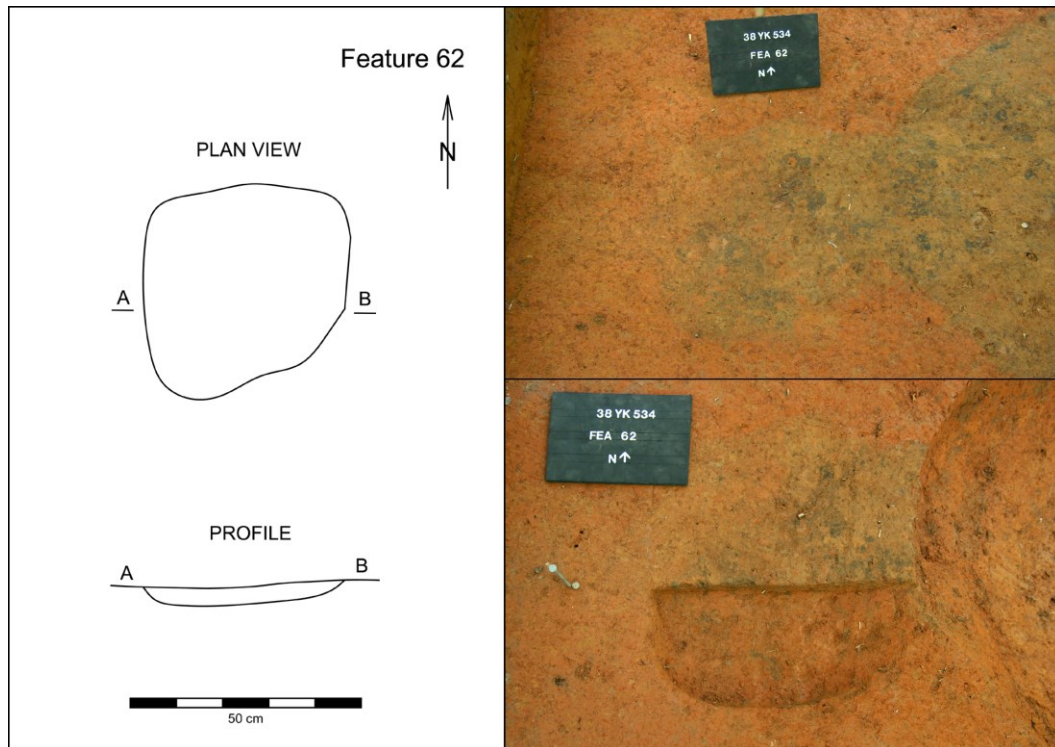 Feature 62
N
PLAN VIEW
A
B
PROFILE
A
B
50 cm
38 YK 534
FEA 62
N↑
38 YK 534
FEA 62
N↑